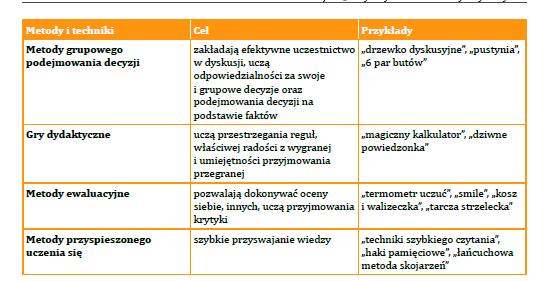 Metody i techniki
Cel
Przykłady
Metody grupowego
podejmowania decyzji
zakładają efektywne uczestnictwo
w dyskusji, uczą
odpowiedzialności za swoje
i grupowe decyzje oraz
podejmowania decyzji na
podstawie faktów
„drzewko dyskusyjne”, „pustynia”,
„6 par butów”
Gry dydaktyczne
uczą przestrzegania reguł,
właściwej radości z wygranej
i umiejętności przyjmowania
przegranej
„magiczny kalkulator”, „dziwne
powiedzonka”
Metody ewaluacyjne
pozwalają dokonywać oceny
siebie, innych, uczą przyjmowania
krytyki
„termometr uczuć”, „smile”, „kosz
i walizeczka”, „tarcza strzelecka”
Metody przyspieszonego
uczenia się
szybkie przyswajanie wiedzy
„techniki szybkiego czytania”,
„haki pamięciowe”, „łańcuchowa
metoda skojarzeń”